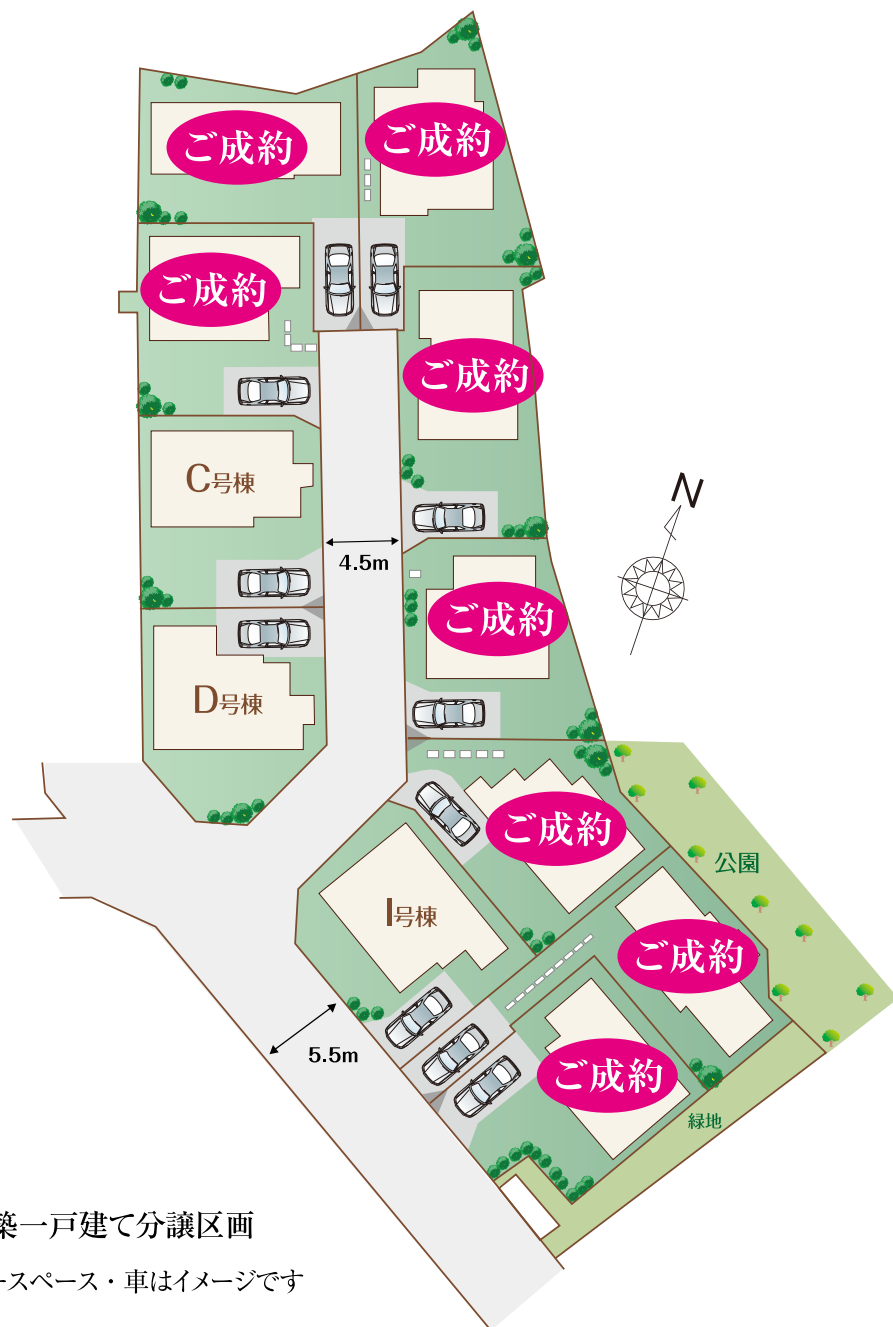 ご成約
ご成約
ご成約
ご成約
C号棟
N
4.5m
ご成約
D号棟
ご成約
公園
I号棟
ご成約
5.5m
ご成約
緑地
築一戸建て分譲区画
ースペース・車はイメージです